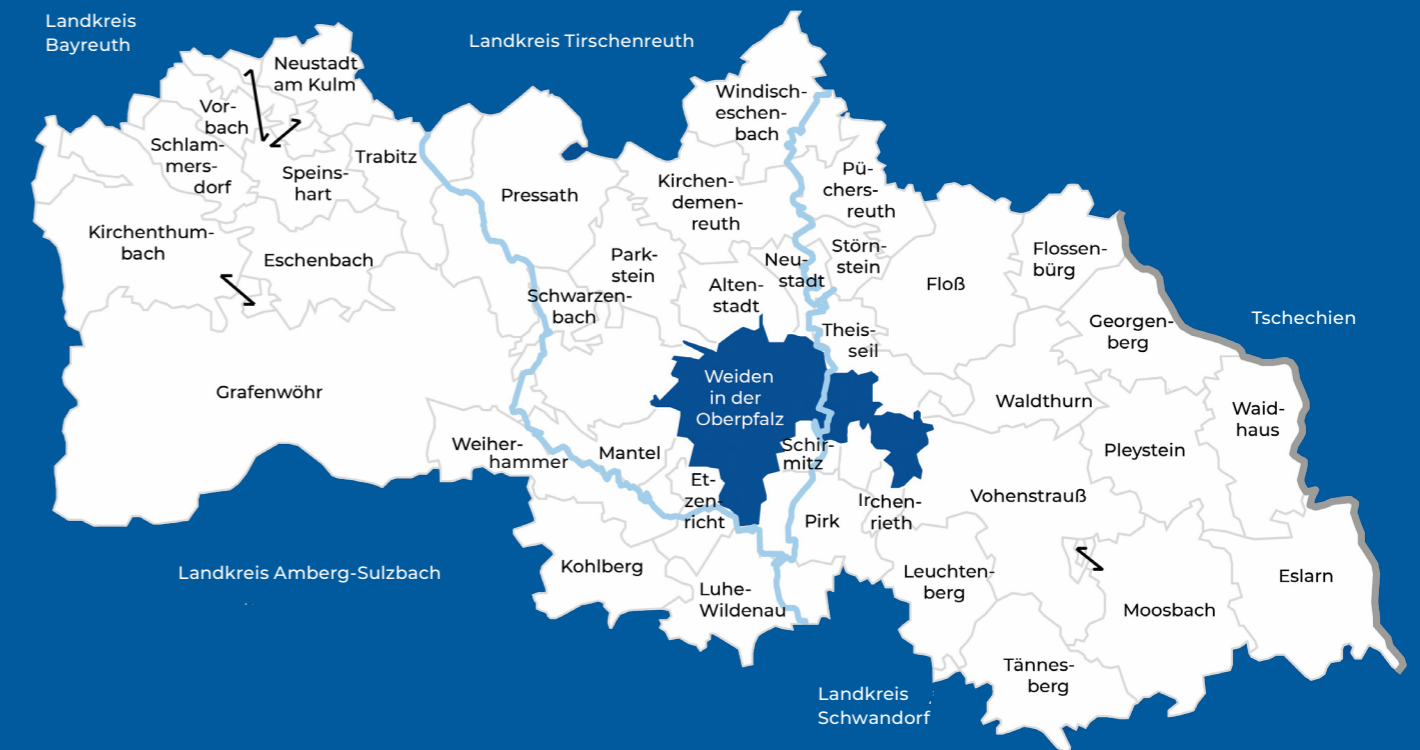 Landkreis
Bayreuth
Landkreis Tirschenreuth
Neustadt
am Kulm
Windisch-
eschen-
bach
Vor-
bach
Schlam-
mers-
dorf
Trabitz
Speins-
hart
Pressath
Kirchen-
demen-
reuth
Pü-
chers-
reuth
Kirchenthum-
bach
Eschenbach
Park-
stein
Neu-
stadt
Störn-
stein
Flossen-
bürg
Floß
Schwarzen-
bach
Alten-
stadt
Theis-
seil
Georgen-
berg
Tschechien
Grafenwöhr
Weiden
in der
Oberpfalz
Waldthurn
Waid-
haus
Weiher-
hammer
Mantel
Schir-
mitz
Pleystein
Et-
zen-
richt
Pirk
Irchen-
rieth
Vohenstrauß
Landkreis Amberg-Sulzbach
Kohlberg
Luhe-
Wildenau
Leuchten-
berg
Moosbach
Eslarn
Tännes-
berg
Landkreis
Schwandorf